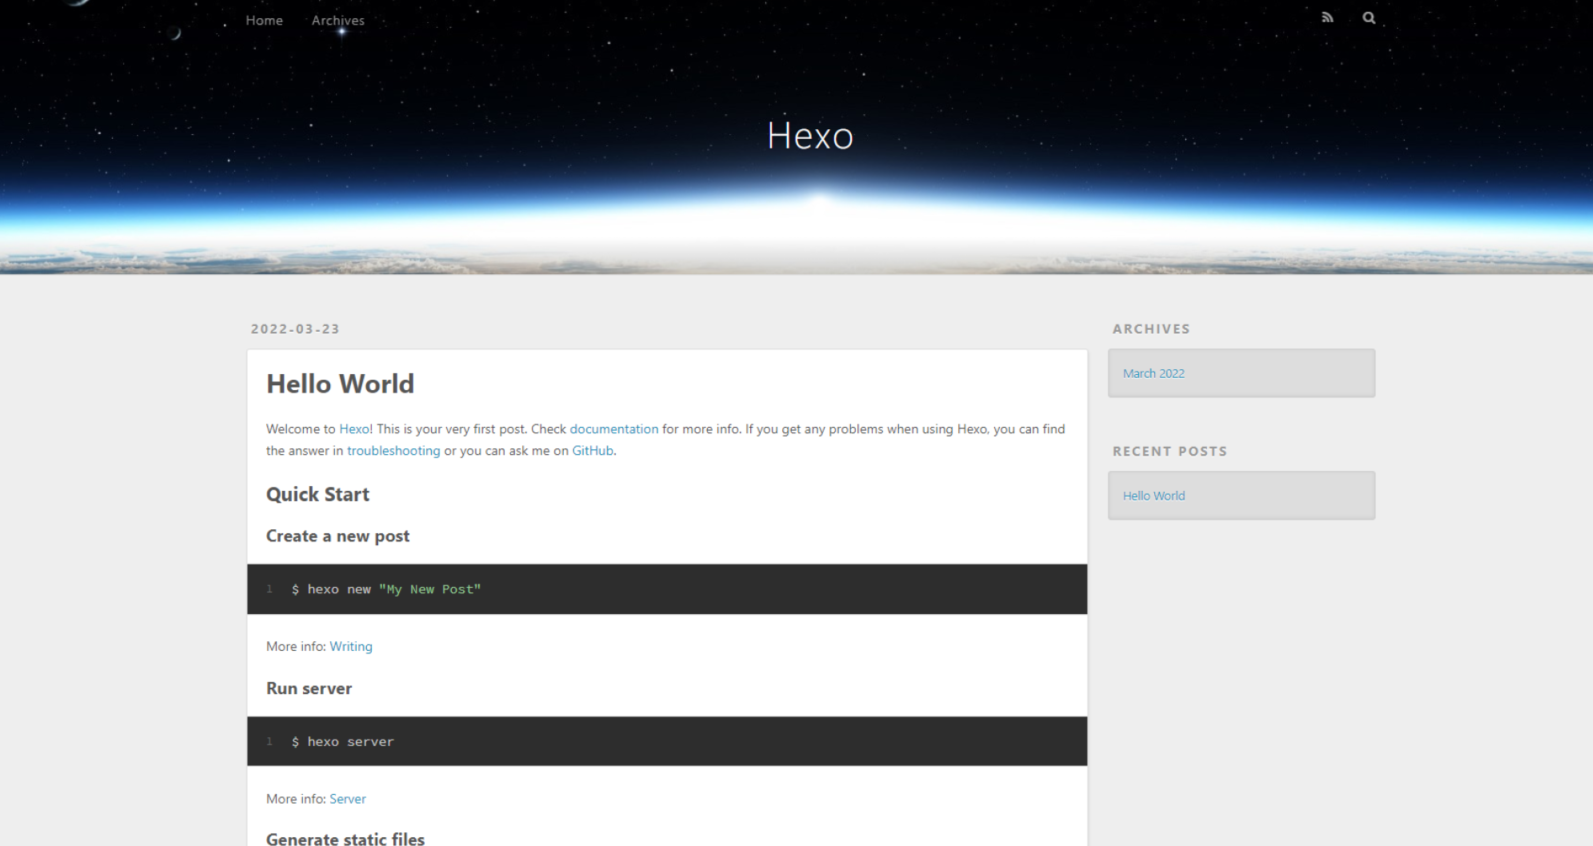 Home Archives
Hexo
2022-03-23
Hello World
Welcome to Hexo! This is your very first post. Check documentation for more info. If you get any problems when using Hexo, you can find
the answer in troubleshooting or you can ask me on GitHub.
Quick Start
Create a new post
1 $ hexo new "My New Post"
More info: Writing
Run server
1 $ hexo server
More info: Server
Generate static files
ARCHIVES
March 2022
RECENT POSTS
Hello World